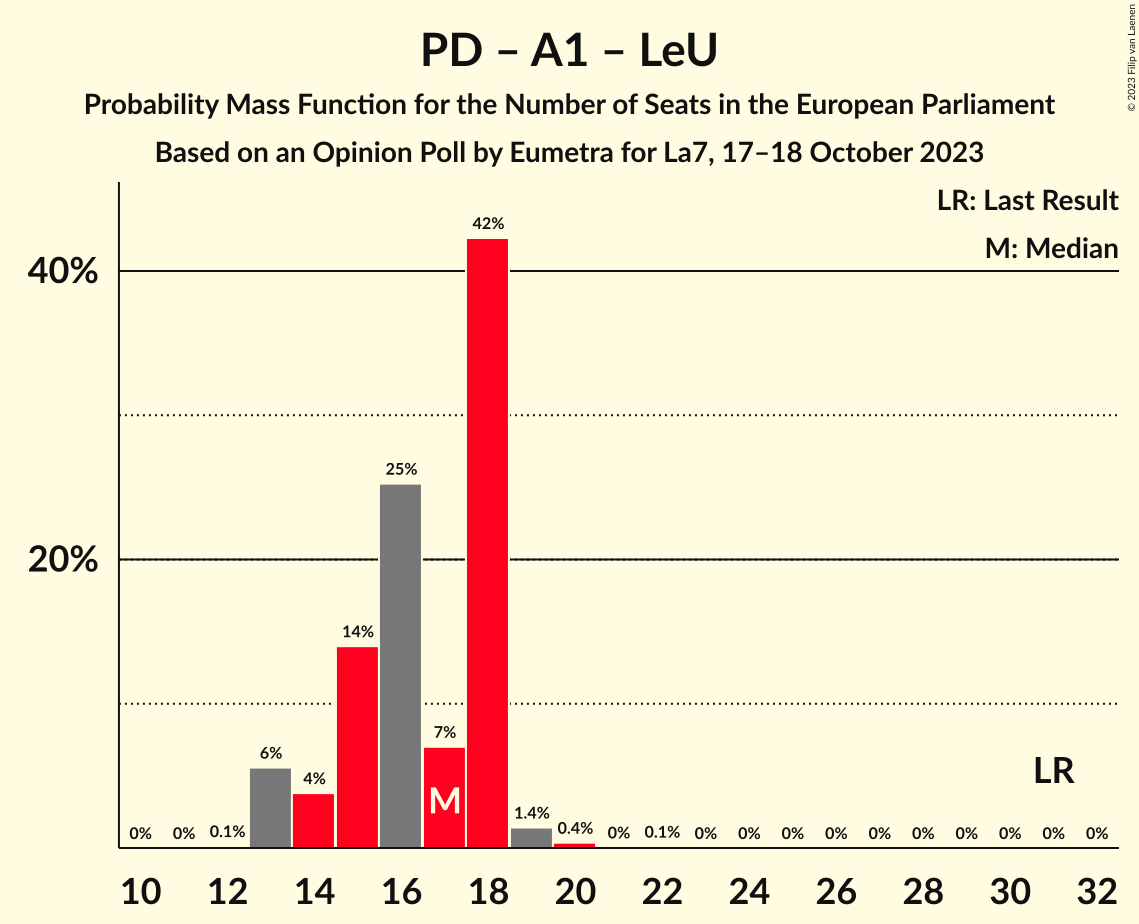 PD – A1 – LeU
Probability Mass Function for the Number of Seats in the European Parliament
Based on an Opinion Poll by Eumetra for La7, 17–18 October 2023
© 2023 Filip van Laenen
LR: Last Result
M: Median
40%
20%
0% 0% 0.1% 6% 4% 14% 25% 7% 42% 1.4% 0.4% 0% 0.1% 0% 0% 0% 0% 0% 0% 0% 0% 0% 0%
M
LR
10 12 14 16 18 20 22 24 26 28 30 32